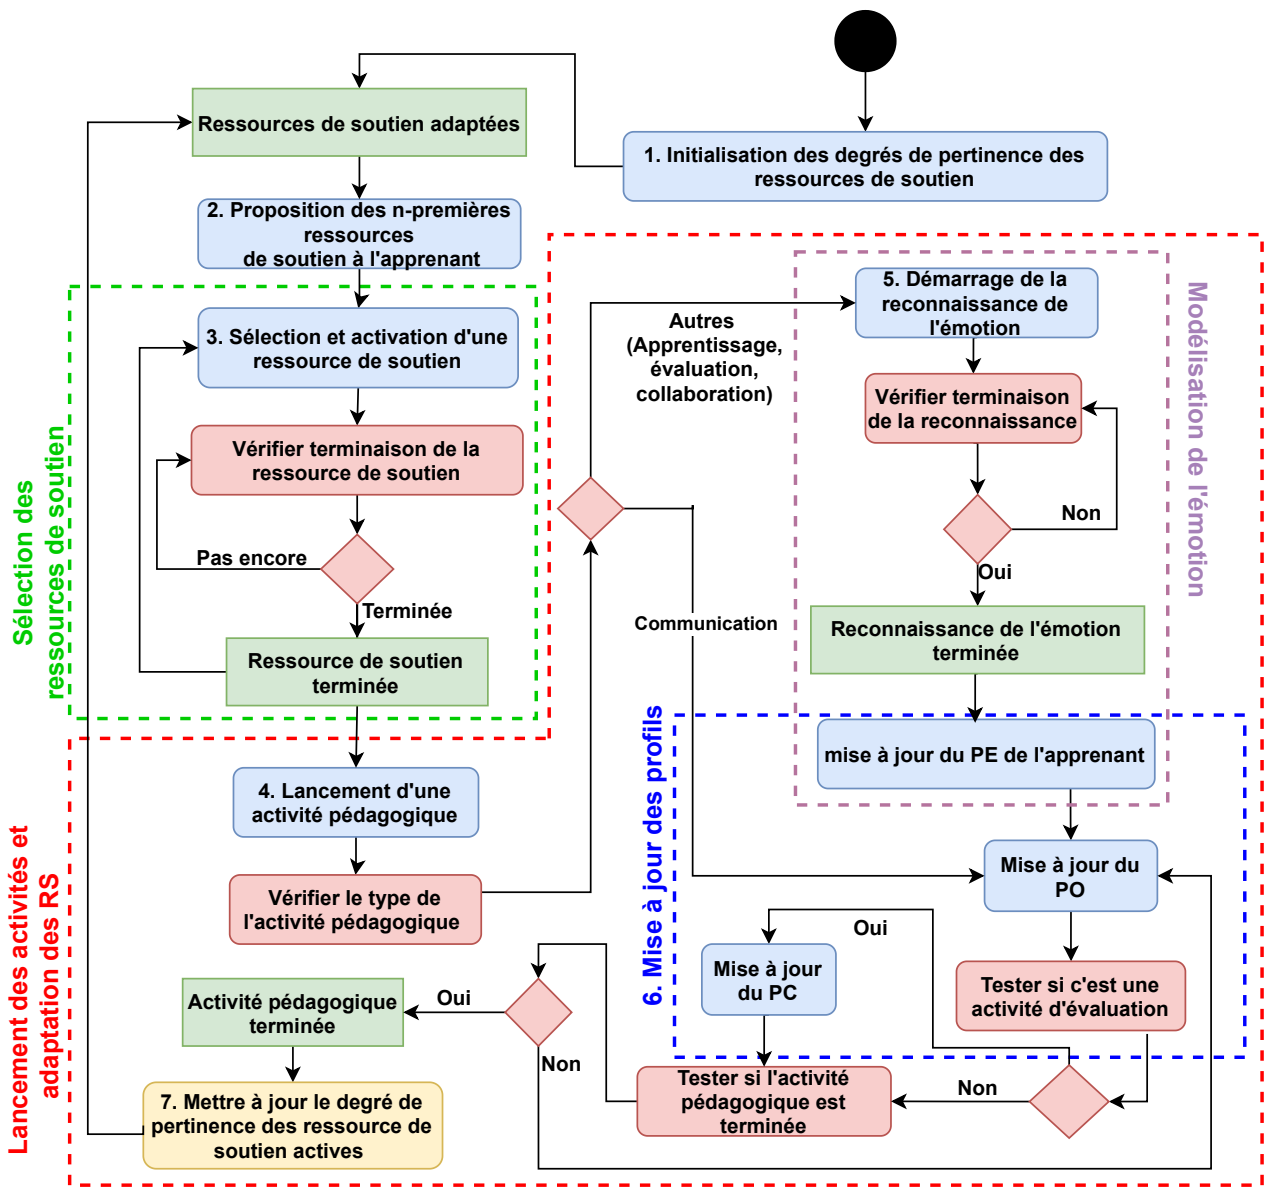 Ressources de soutien adaptées
1. Initialisation des degrés de pertinence des
ressources de soutien
2. Proposition des n-premières
ressources
de soutien à l'apprenant
Sélection des
ressources de soutien
3. Sélection et activation d'une
ressource de soutien
Vérifier terminaison de la
ressource de soutien
Pas encore
Terminée
Ressource de soutien
terminée
Autres
(Apprentissage,
évaluation,
collaboration)
Communication
Modélisation de l'émotion
5. Démarrage de la
reconnaissance de
l'émotion
Vérifier terminaison
de la reconnaissance
Non
Oui
Reconnaissance de l'émotion
terminée
6. Mise à jour des profils
mise à jour du PE de l'apprenant
Mise à jour du
PO
Tester si c'est une
activité d'évaluation
Oui
Mise à jour
du PC
Non
Tester si l'activité
pédagogique est
terminée
Lancement des activités et
adaptation des RS
4. Lancement d'une
activité pédagogique
Vérifier le type de
l'activité pédagogique
Oui
Non
Activité pédagogique
terminée
7. Mettre à jour le degré de
pertinence des ressource de
soutien actives